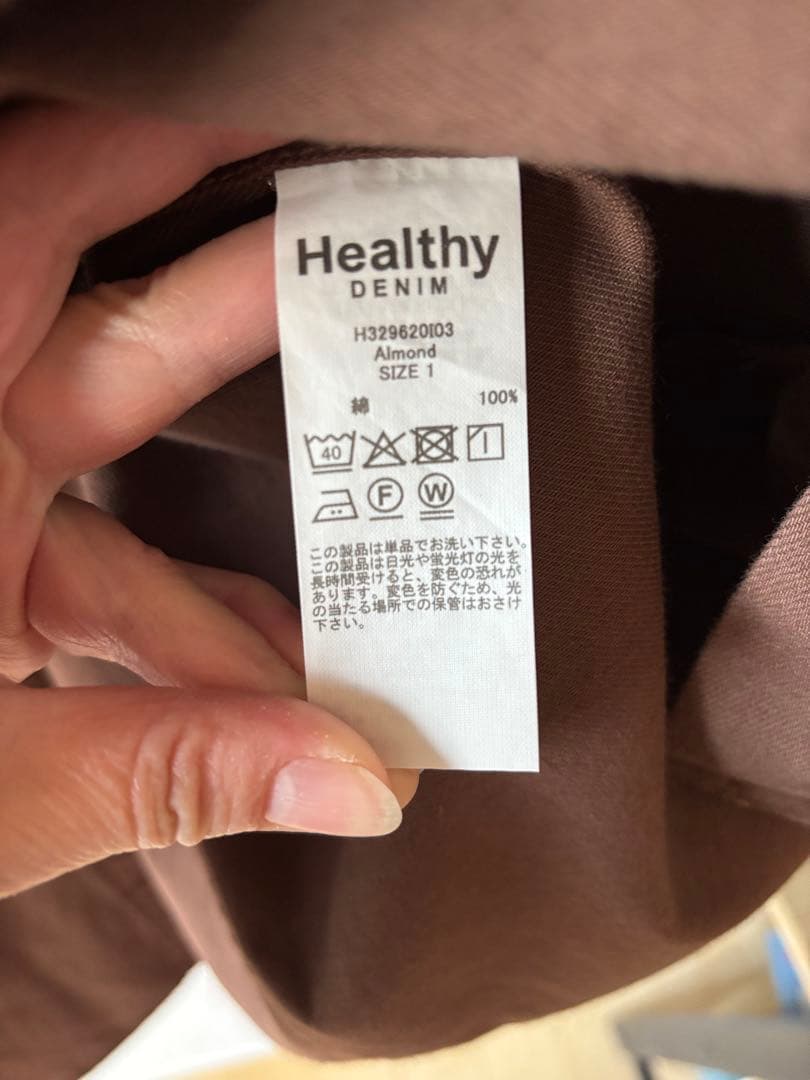 Healthy
DENIM
H329620I03
Almond
SIZE 1
綿 100%
40
F W
この製品は単品でお洗い下さい。
この製品は日光や蛍光灯の光を
長時間受けると、変色の恐れが
あります。変色を防ぐため、光
の当たる場所での保管はおさけ
下さい。